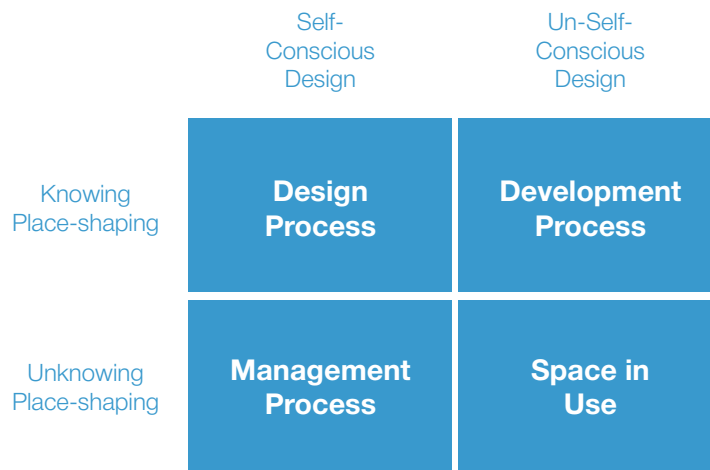 Self-
Conscious
Design
Un-Self-
Conscious
Design
Knowing
Place-shaping
Design
Process
Development
Process
Unknowing
Place-shaping
Management
Process
Space in
Use